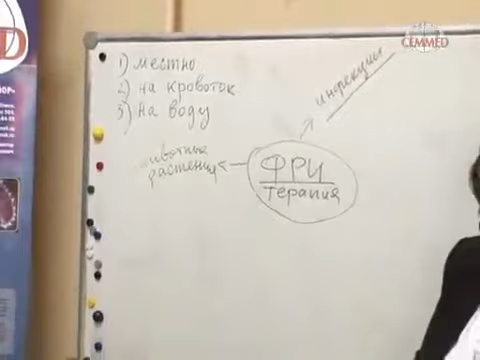 CEMMED
1) местно
2) на кровоток
3) на воду
инфекции
животные
растения
ФРИ
терапия